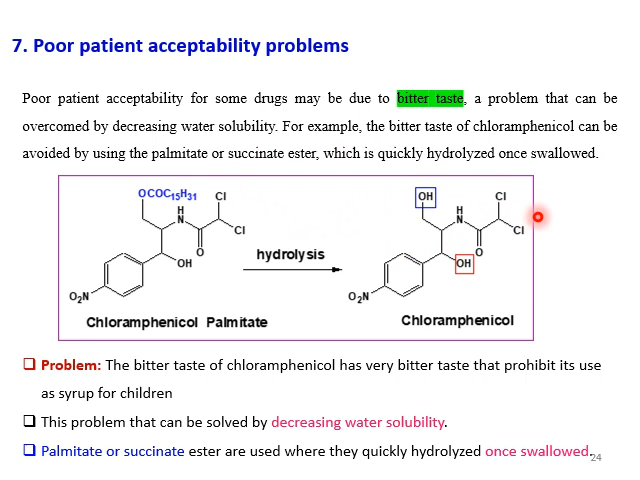 7. Poor patient acceptability problems
Poor patient acceptability for some drugs may be due to bitter taste, a problem that can be
overcomed by decreasing water solubility. For example, the bitter taste of chloramphenicol can be
avoided by using the palmitate or succinate ester, which is quickly hydrolyzed once swallowed.
OCOC₁₅H₃₁ Cl OH Cl
H H
N Cl N Cl
O O
OH hydrolysis OH
O₂N O₂N
Chloramphenicol Palmitate Chloramphenicol
Problem: The bitter taste of chloramphenicol has very bitter taste that prohibit its use
as syrup for children
This problem that can be solved by decreasing water solubility.
Palmitate or succinate ester are used where they quickly hydrolyzed once swallowed.
24